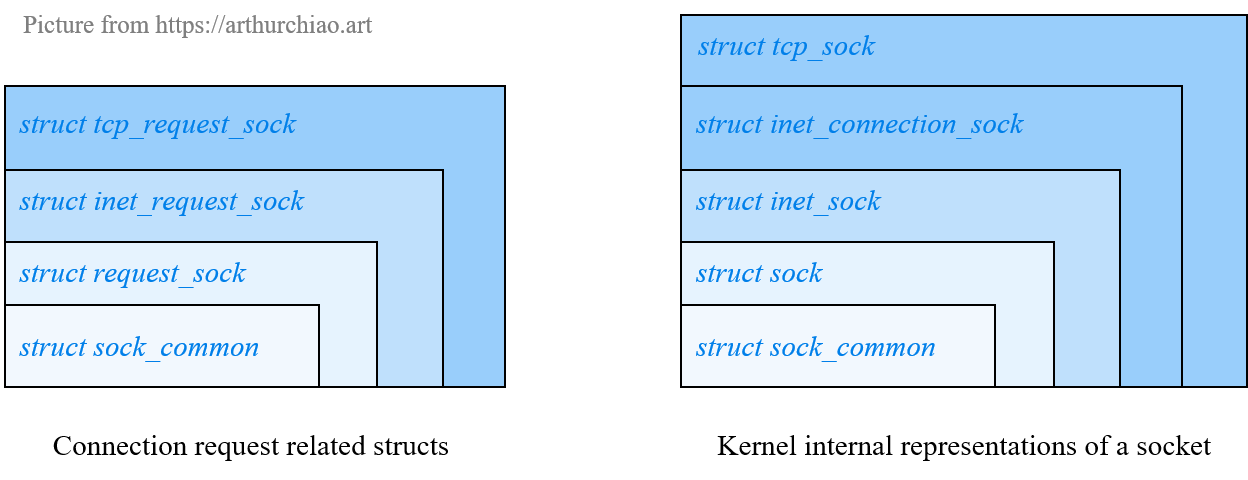 Picture from https://arthurchiao.art
struct tcp_request_sock
struct inet_request_sock
struct request_sock
struct sock_common
Connection request related structs
struct tcp_sock
struct inet_connection_sock
struct inet_sock
struct sock
struct sock_common
Kernel internal representations of a socket